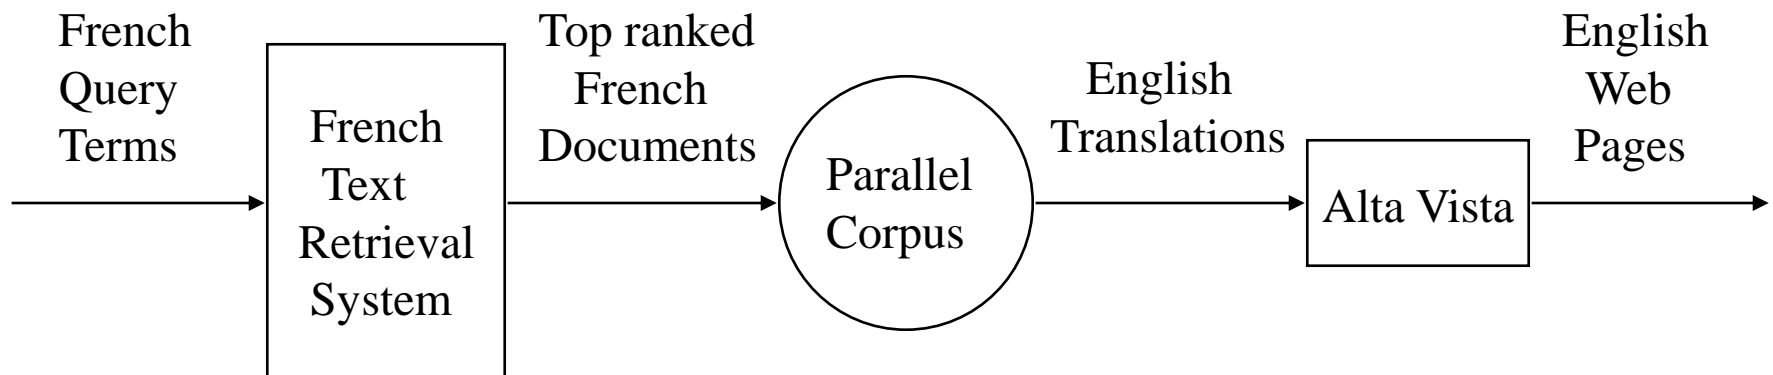 French
Query
Terms
French
Text
Retrieval
System
Top ranked
French
Documents
Parallel
Corpus
English
Translations
Alta Vista
English
Web
Pages